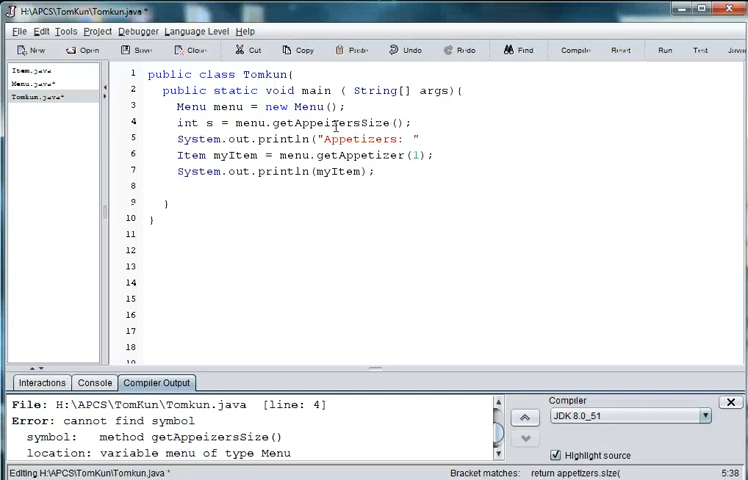 H:\APCS\TomKun\Tomkun.java *
File Edit Tools Project Debugger Language Level Help
New Open Save Close Cut Copy Paste Undo Redo Find Compile Reset Run Test Javadoc
Item.java
Menu.java*
Tomkun.java*
1 public class Tomkun{
2 public static void main ( String[] args){
3 Menu menu = new Menu();
4 int s = menu.getAppeizersSize();
5 System.out.println("Appetizers: "
6 Item myItem = menu.getAppetizer(1);
7 System.out.println(myItem);
8
9 }
10 }
11
12
13
14
15
16
17
18
19
Interactions Console Compiler Output
File: H:\APCS\TomKun\Tomkun.java [line: 4]
Error: cannot find symbol
symbol: method getAppeizersSize()
location: variable menu of type Menu
Compiler
JDK 8.0_51
Highlight source
Editing H:\APCS\TomKun\Tomkun.java * Bracket matches: return appetizers.size( 5:38